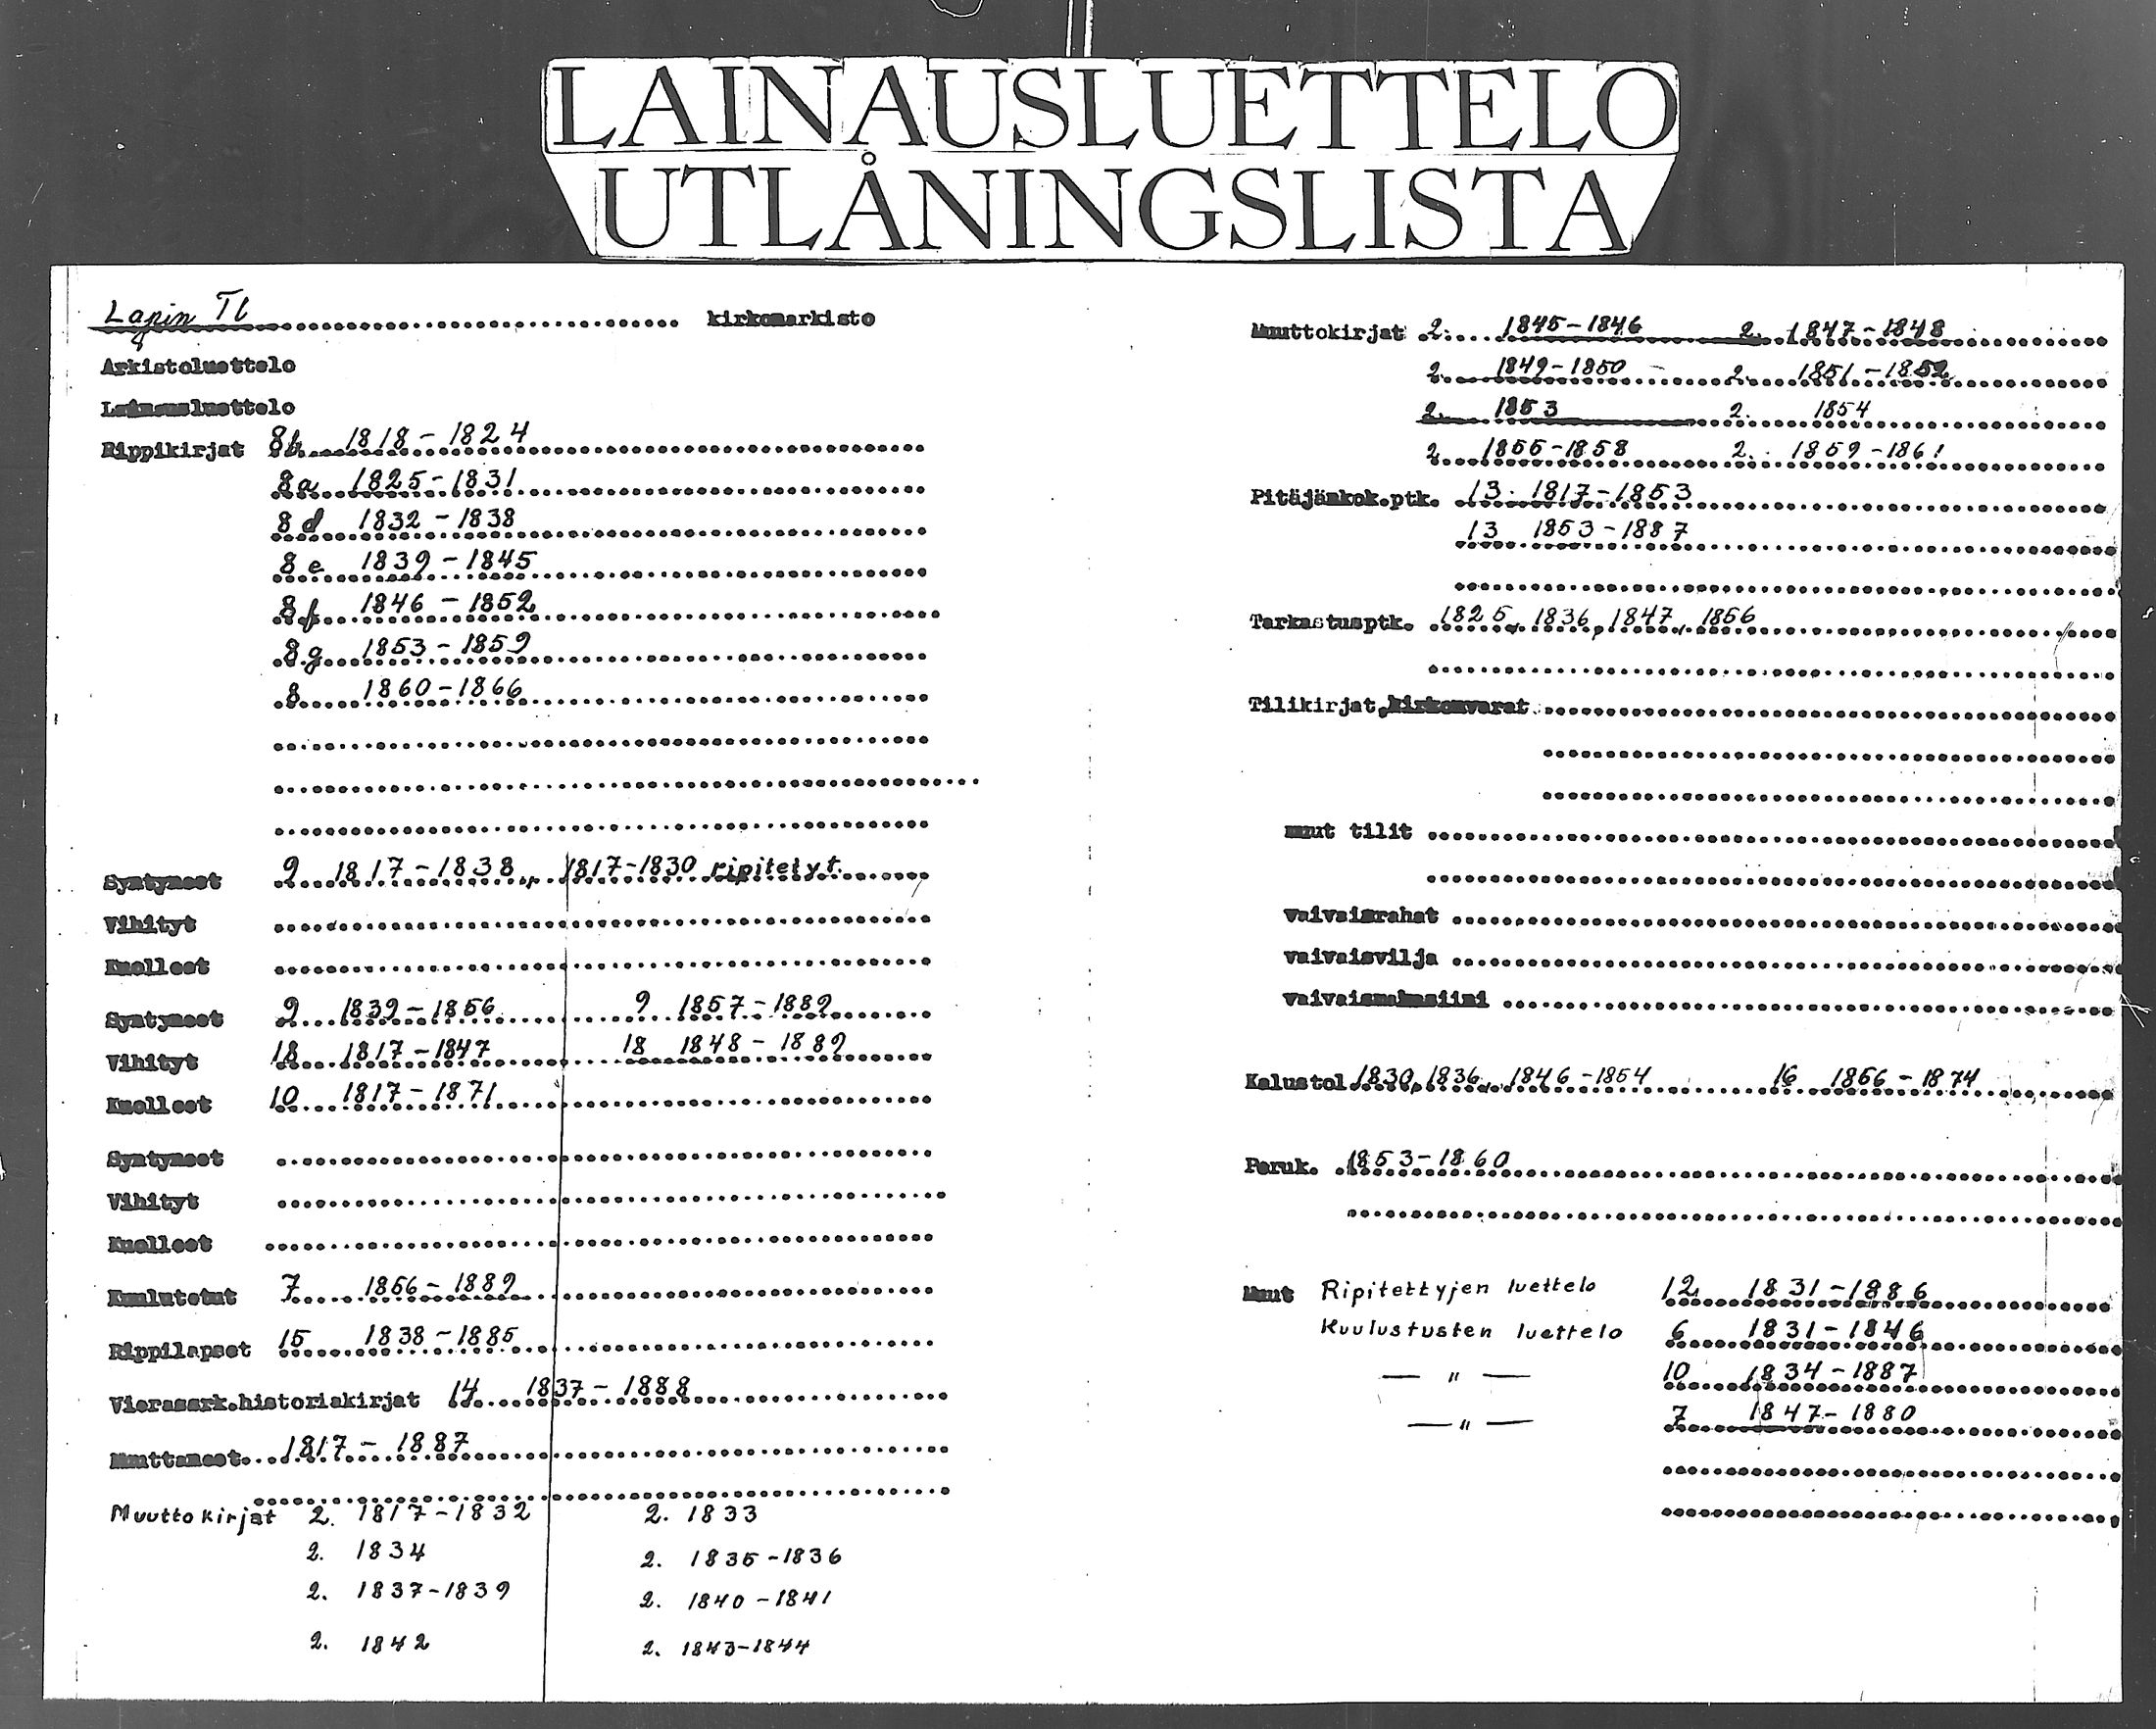 LAINAUSLUETTELO
UTLÅNINGSLISTA
Lapin Tl kirkonarkisto
Arkistoluettelo
Lainausluettelo
Rippikirjat 8b 1818-1824
8a 1825-1831
8d 1832-1838
8e 1839-1845
8f 1846-1852
8g 1853-1859
8 1860-1866
Syntyneet 9 1817-1838, 1817-1830 ripitetyt
Vihityt
Kuolleet
Syntyneet 9 1839-1856 9 1857-1889
Vihityt 18 1817-1847 18 1848-1889
Kuolleet 10 1817-1871
Syntyneet
Vihityt
Kuolleet
Kuulutetut 7 1856-1889
Rippilapset 15 1838-1885
Vierassrk.historiakirjat 14 1837-1888
Muuttaneet 1817-1887
Muuttokirjat 2. 1817-1832 2. 1833
2. 1834 2. 1835-1836
2. 1837-1839 2. 1840-1841
2. 1842 2. 1843-1844
Muuttokirjat 2. 1845-1846 2. 1847-1848
2. 1849-1850 2. 1851-1852
2. 1853 2. 1854
2. 1855-1858 2. 1859-1861
Pitäjänkok.ptk. 13 1817-1853
13 1853-1887
Tarkastusptk. 1825, 1836, 1847, 1856
Tilikirjat, kirkonvarat
muut tilit
vaivaisrahat
vaivaisvilja
vaivaismakasiini
Kalustol. 1830, 1836, 1846-1854 16 1856-1874
Peruk. 1853-1860
Muut Ripitettyjen luettelo 12 1831-1886
Kuulustusten luettelo 6 1831-1846
— " — 10 1834-1887
— " — 7 1847-1880